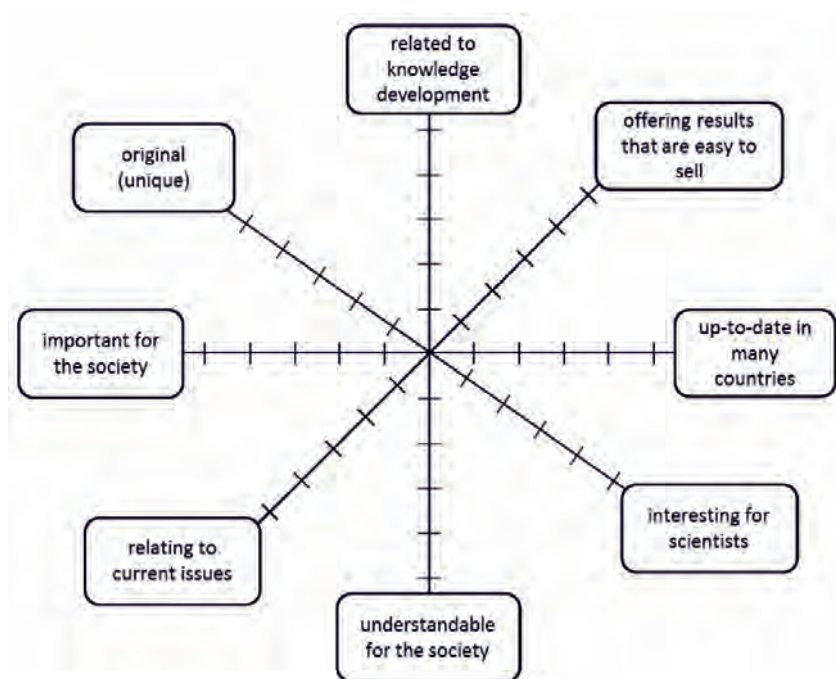 related to
knowledge
development
offering results
that are easy to
sell
original
(unique)
important for
the society
up-to-date in
many
countries
relating to
current issues
interesting for
scientists
understandable
for the society